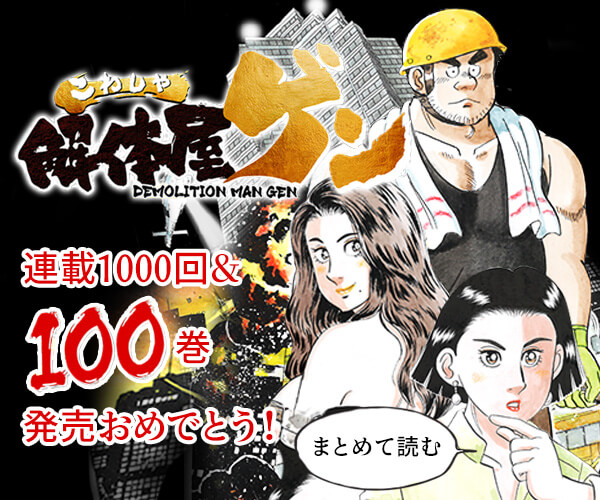 こわしや
解体屋ゲン
DEMOLITION MAN GEN
連載1000回&
100巻
発売おめでとう!
まとめて読む